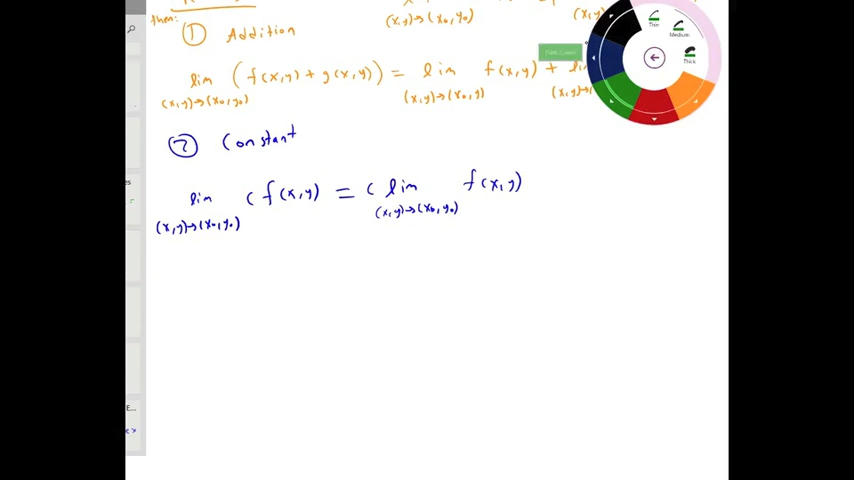 (x,y)→(x₀,y₀)
then:
① Addition
lim (f(x,y) + g(x,y)) = lim f(x,y) + lim
(x,y)→(x₀,y₀) (x,y)→(x₀,y) (x,y)→
② Constant
lim c f(x,y) = c lim f(x,y)
(x,y)→(x₀,y₀) (x,y)→(x₀,y₀)
Thin
Medium
Thick